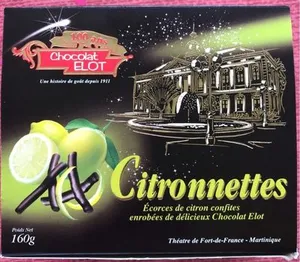 Chocolat
ELOT
Une histoire de goût depuis 1911
Citronnettes
Écorces de citron confites
enrobées de délicieux Chocolat Elot
Poids Net
160g
Théatre de Fort-de-France - Martinique